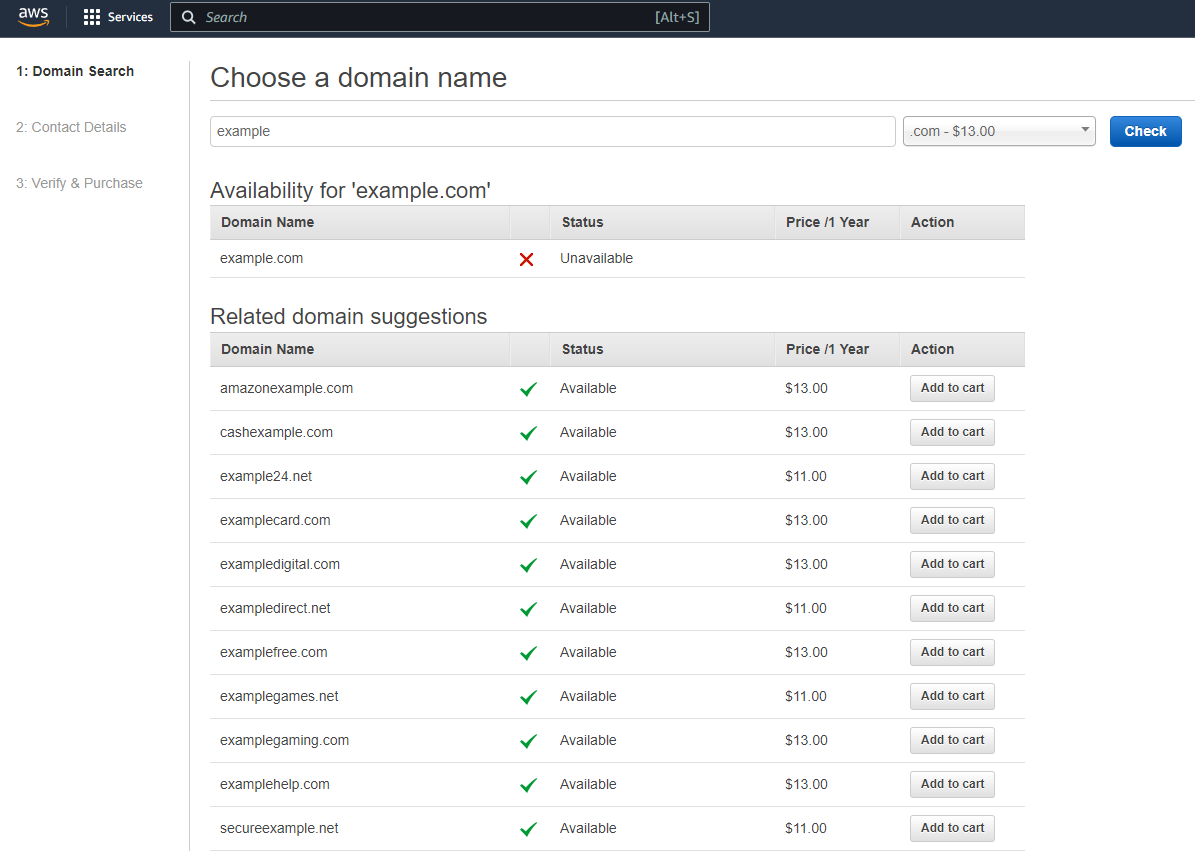 aws Services Search [Alt+S]
1: Domain Search
2: Contact Details
3: Verify & Purchase
Choose a domain name
example .com - $13.00 Check
Availability for 'example.com'
Domain Name Status Price /1 Year Action
example.com Unavailable
Related domain suggestions
Domain Name Status Price /1 Year Action
amazonexample.com Available $13.00 Add to cart
cashexample.com Available $13.00 Add to cart
example24.net Available $11.00 Add to cart
examplecard.com Available $13.00 Add to cart
exampledigital.com Available $13.00 Add to cart
exampledirect.net Available $11.00 Add to cart
examplefree.com Available $13.00 Add to cart
examplegames.net Available $11.00 Add to cart
examplegaming.com Available $13.00 Add to cart
examplehelp.com Available $13.00 Add to cart
secureexample.net Available $11.00 Add to cart